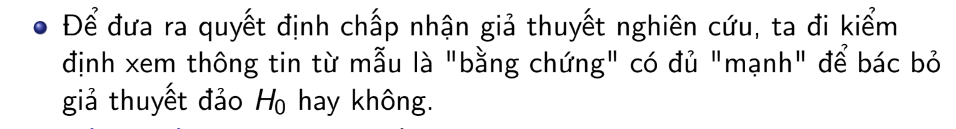 Để đưa ra quyết định chấp nhận giả thuyết nghiên cứu, ta đi kiểm
định xem thông tin từ mẫu là "bằng chứng" có đủ "mạnh" để bác bỏ
giả thuyết đảo H₀ hay không.